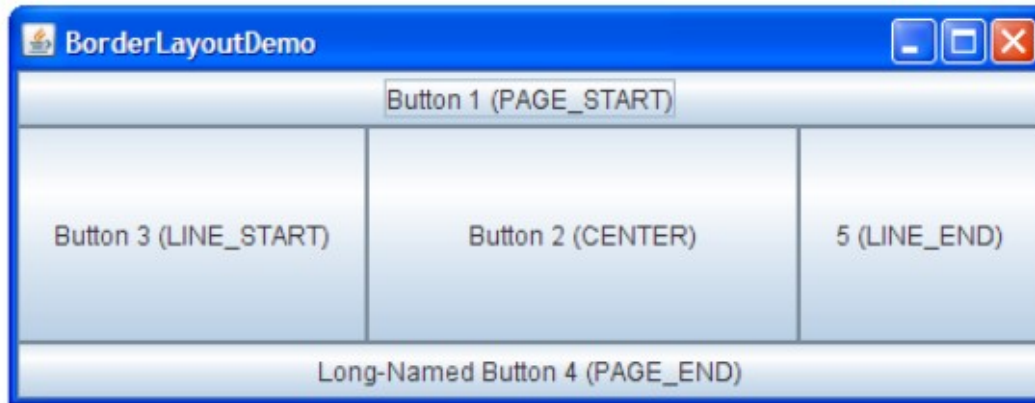 BorderLayoutDemo
Button 1 (PAGE_START)
Button 3 (LINE_START)
Button 2 (CENTER)
5 (LINE_END)
Long-Named Button 4 (PAGE_END)